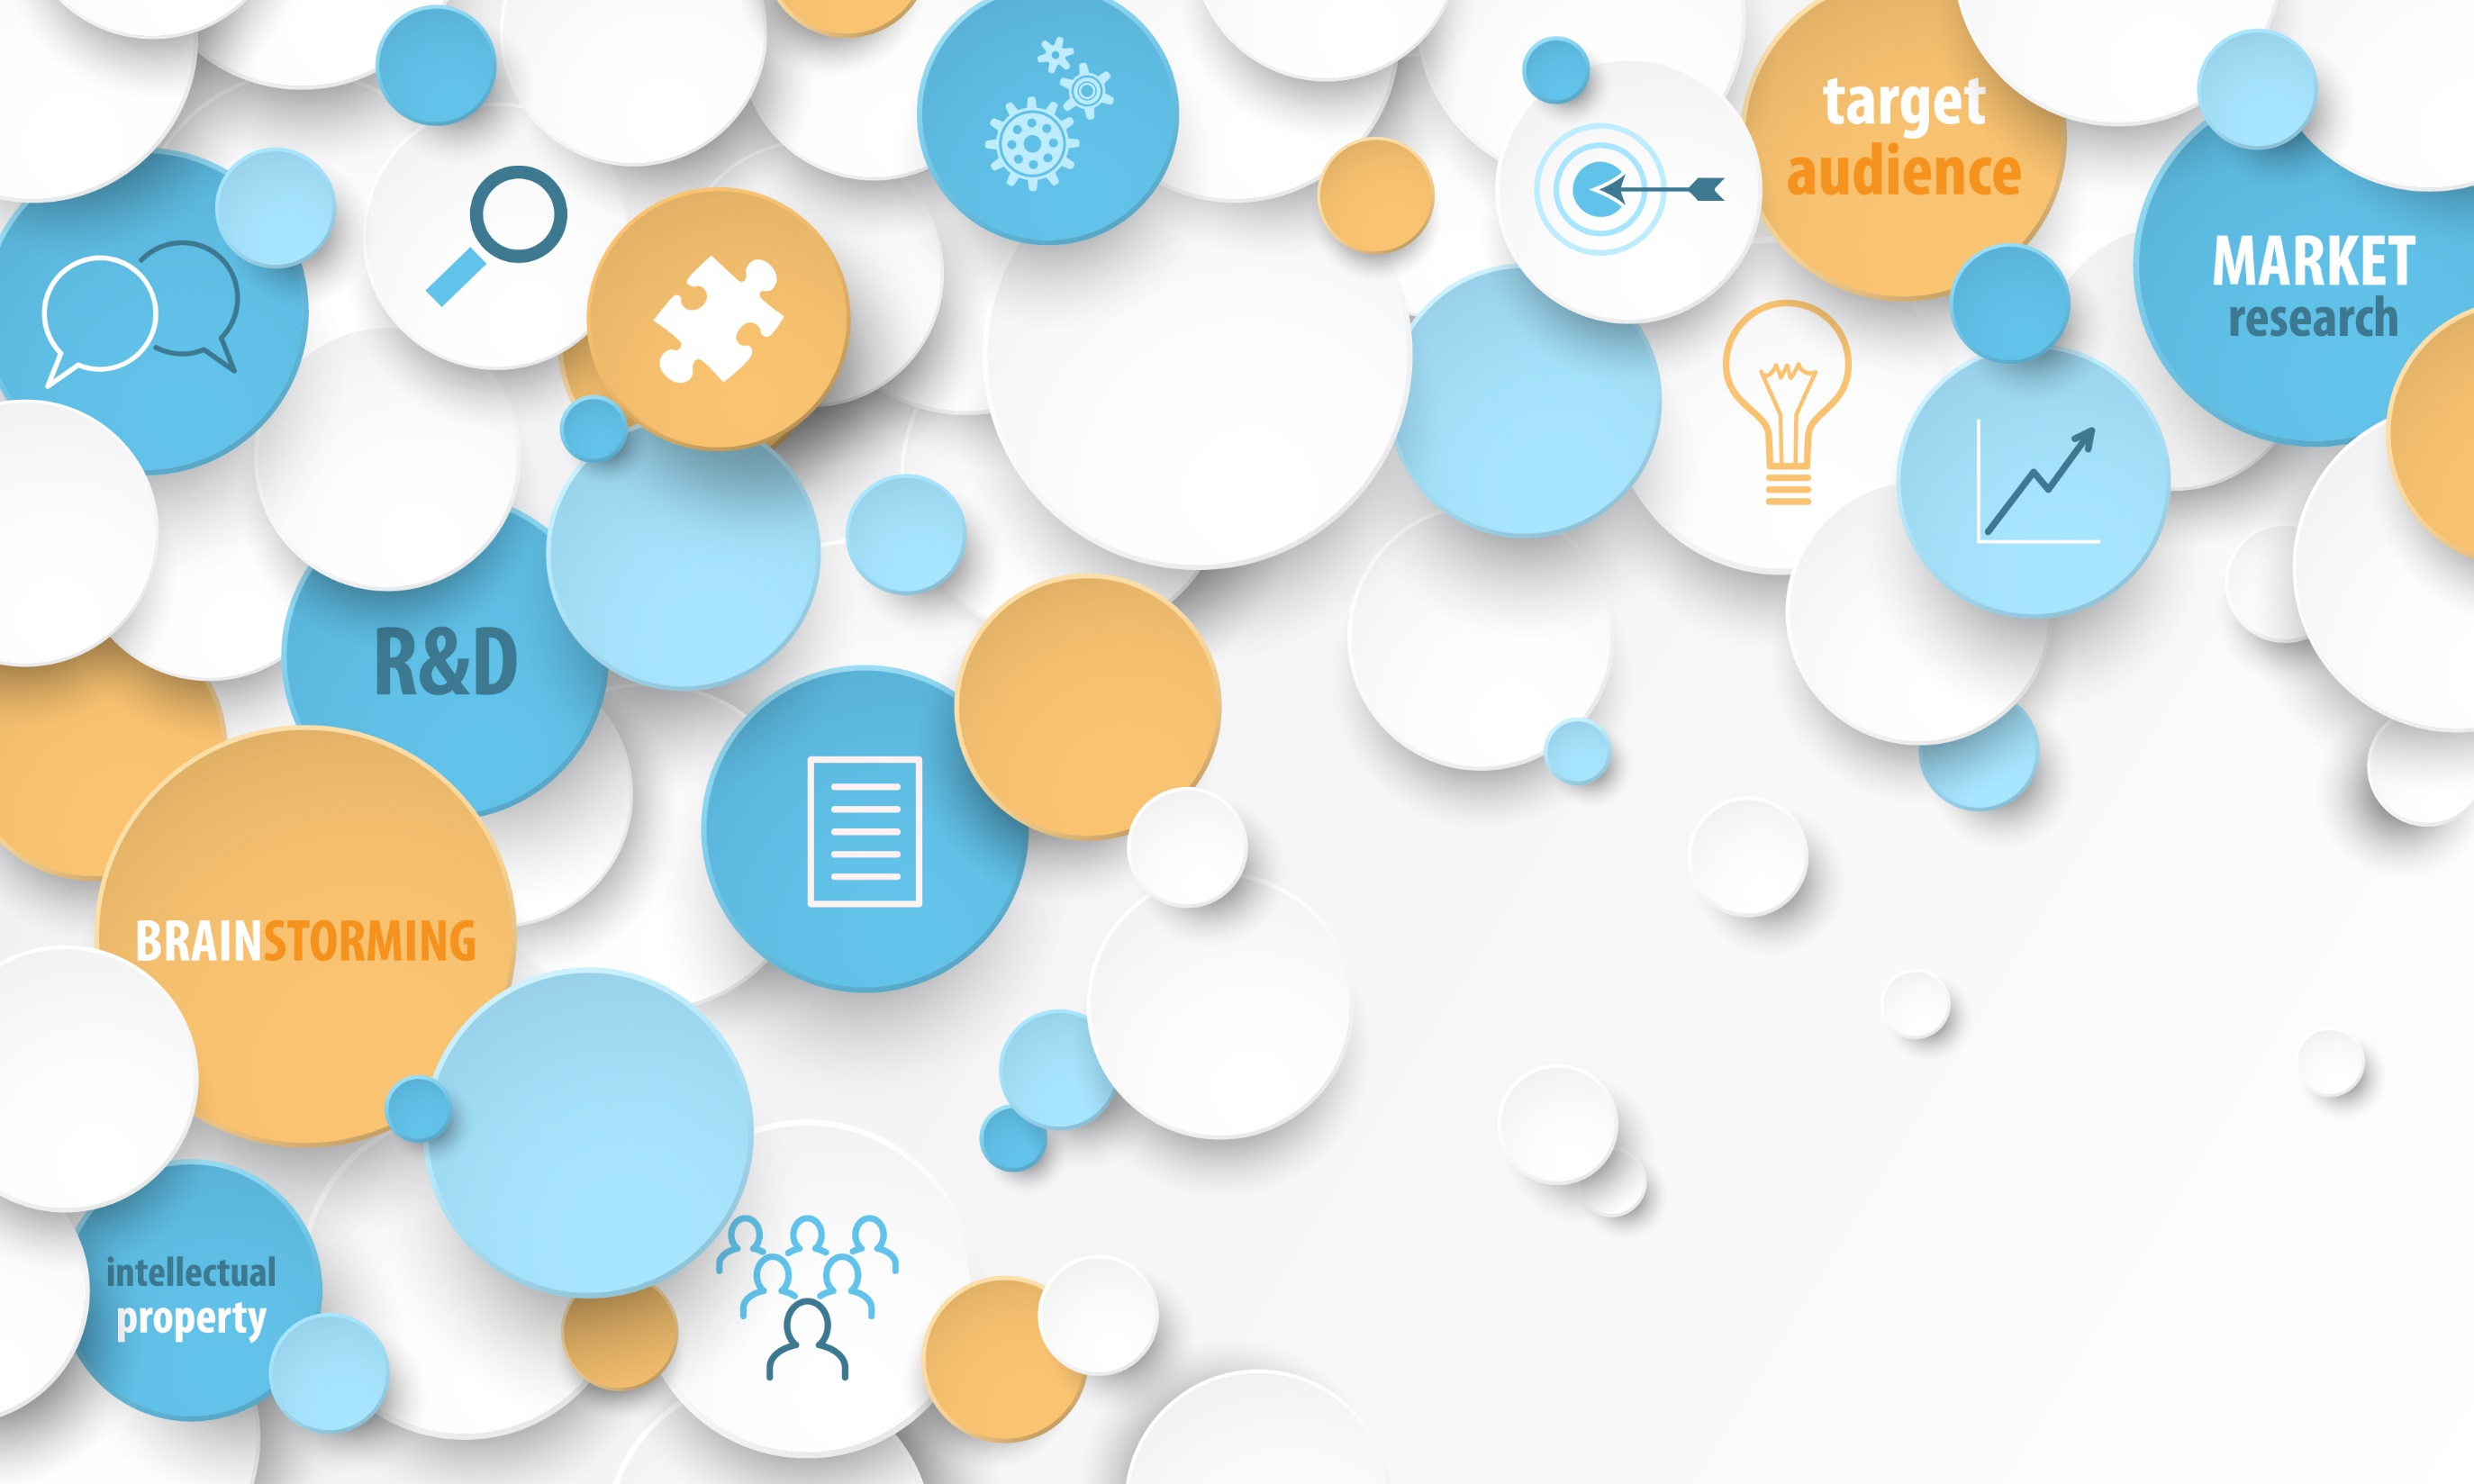 target
audience
MARKET
research
R&D
BRAINSTORMING
intellectual
property